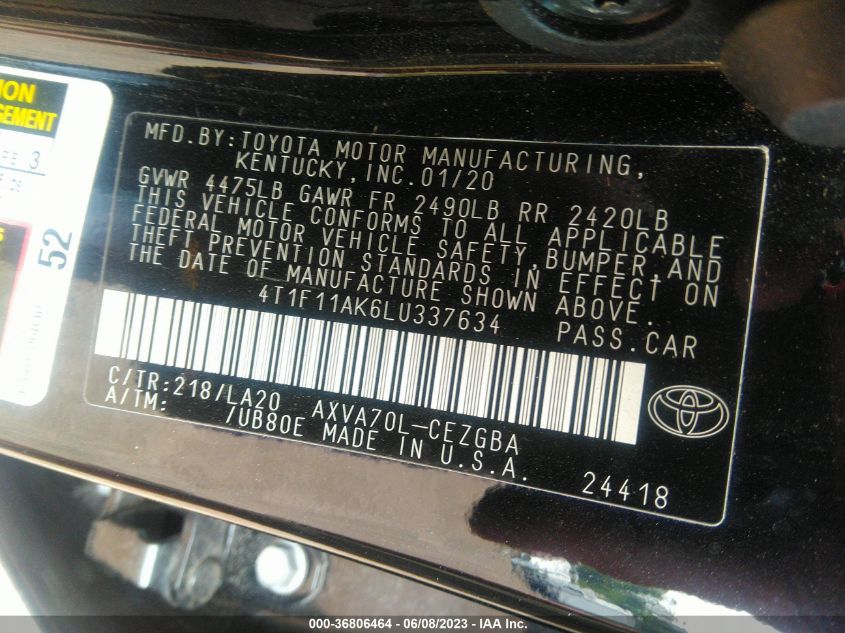 ION
GEMENT
3
52
MFD.BY:TOYOTA MOTOR MANUFACTURING,
KENTUCKY,INC.01/20
GVWR 4475LB GAWR FR 2490LB RR 2420LB
THIS VEHICLE CONFORMS TO ALL APPLICABLE
FEDERAL MOTOR VEHICLE SAFETY,BUMPER,AND
THEFT PREVENTION STANDARDS IN EFFECT ON
THE DATE OF MANUFACTURE SHOWN ABOVE.
4T1F11AK6LU337634 PASS.CAR
C/TR:218/LA20 AXVA70L-CEZGBA
A/TM: /UB80E MADE IN U.S.A.
24418
000-36806464 - 06/08/2023 - IAA Inc.